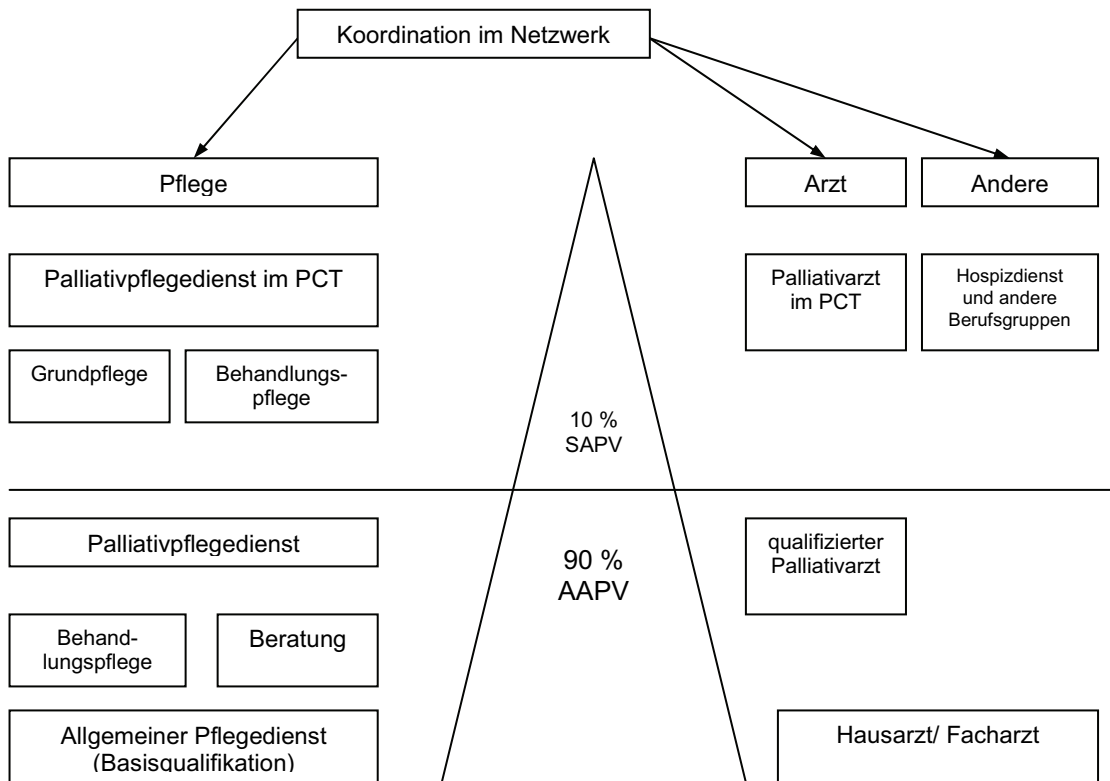 Koordination im Netzwerk
Pflege
Arzt
Andere
Palliativpflegedienst im PCT
Palliativarzt
im PCT
Hospizdienst
und andere
Berufsgruppen
Grundpflege
Behandlungs-
pflege
10 %
SAPV
Palliativpflegedienst
90 %
AAPV
qualifizierter
Palliativarzt
Behand-
lungspflege
Beratung
Allgemeiner Pflegedienst
(Basisqualifikation)
Hausarzt/ Facharzt